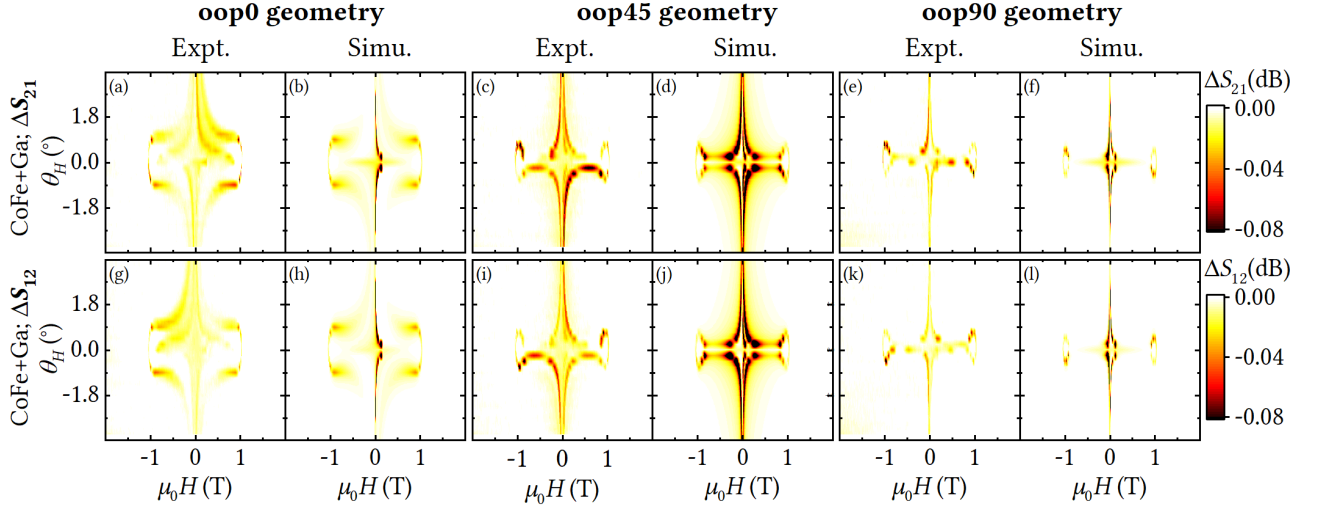 oop0 geometry oop45 geometry oop90 geometry
Expt. Simu. Expt. Simu. Expt. Simu.
CoFe+Ga; ΔS21
θH (°)
1.8
0.0
-1.8
(a) (b) (c) (d) (e) (f)
ΔS21(dB)
0.00
-0.04
-0.08
CoFe+Ga; ΔS12
θH (°)
1.8
0.0
-1.8
(g) (h) (i) (j) (k) (l)
ΔS12(dB)
0.00
-0.04
-0.08
-1 0 1 -1 0 1 -1 0 1 -1 0 1 -1 0 1 -1 0 1
μ0H (T) μ0H (T) μ0H (T) μ0H (T) μ0H (T) μ0H (T)